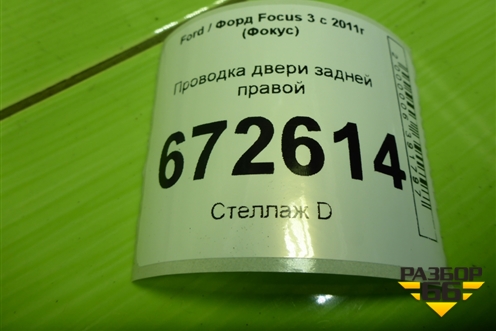 Ford / Форд Focus 3 с 2011г
(Фокус)
Проводка двери задней
правой
672614
Стеллаж D
РАЗБОР
66